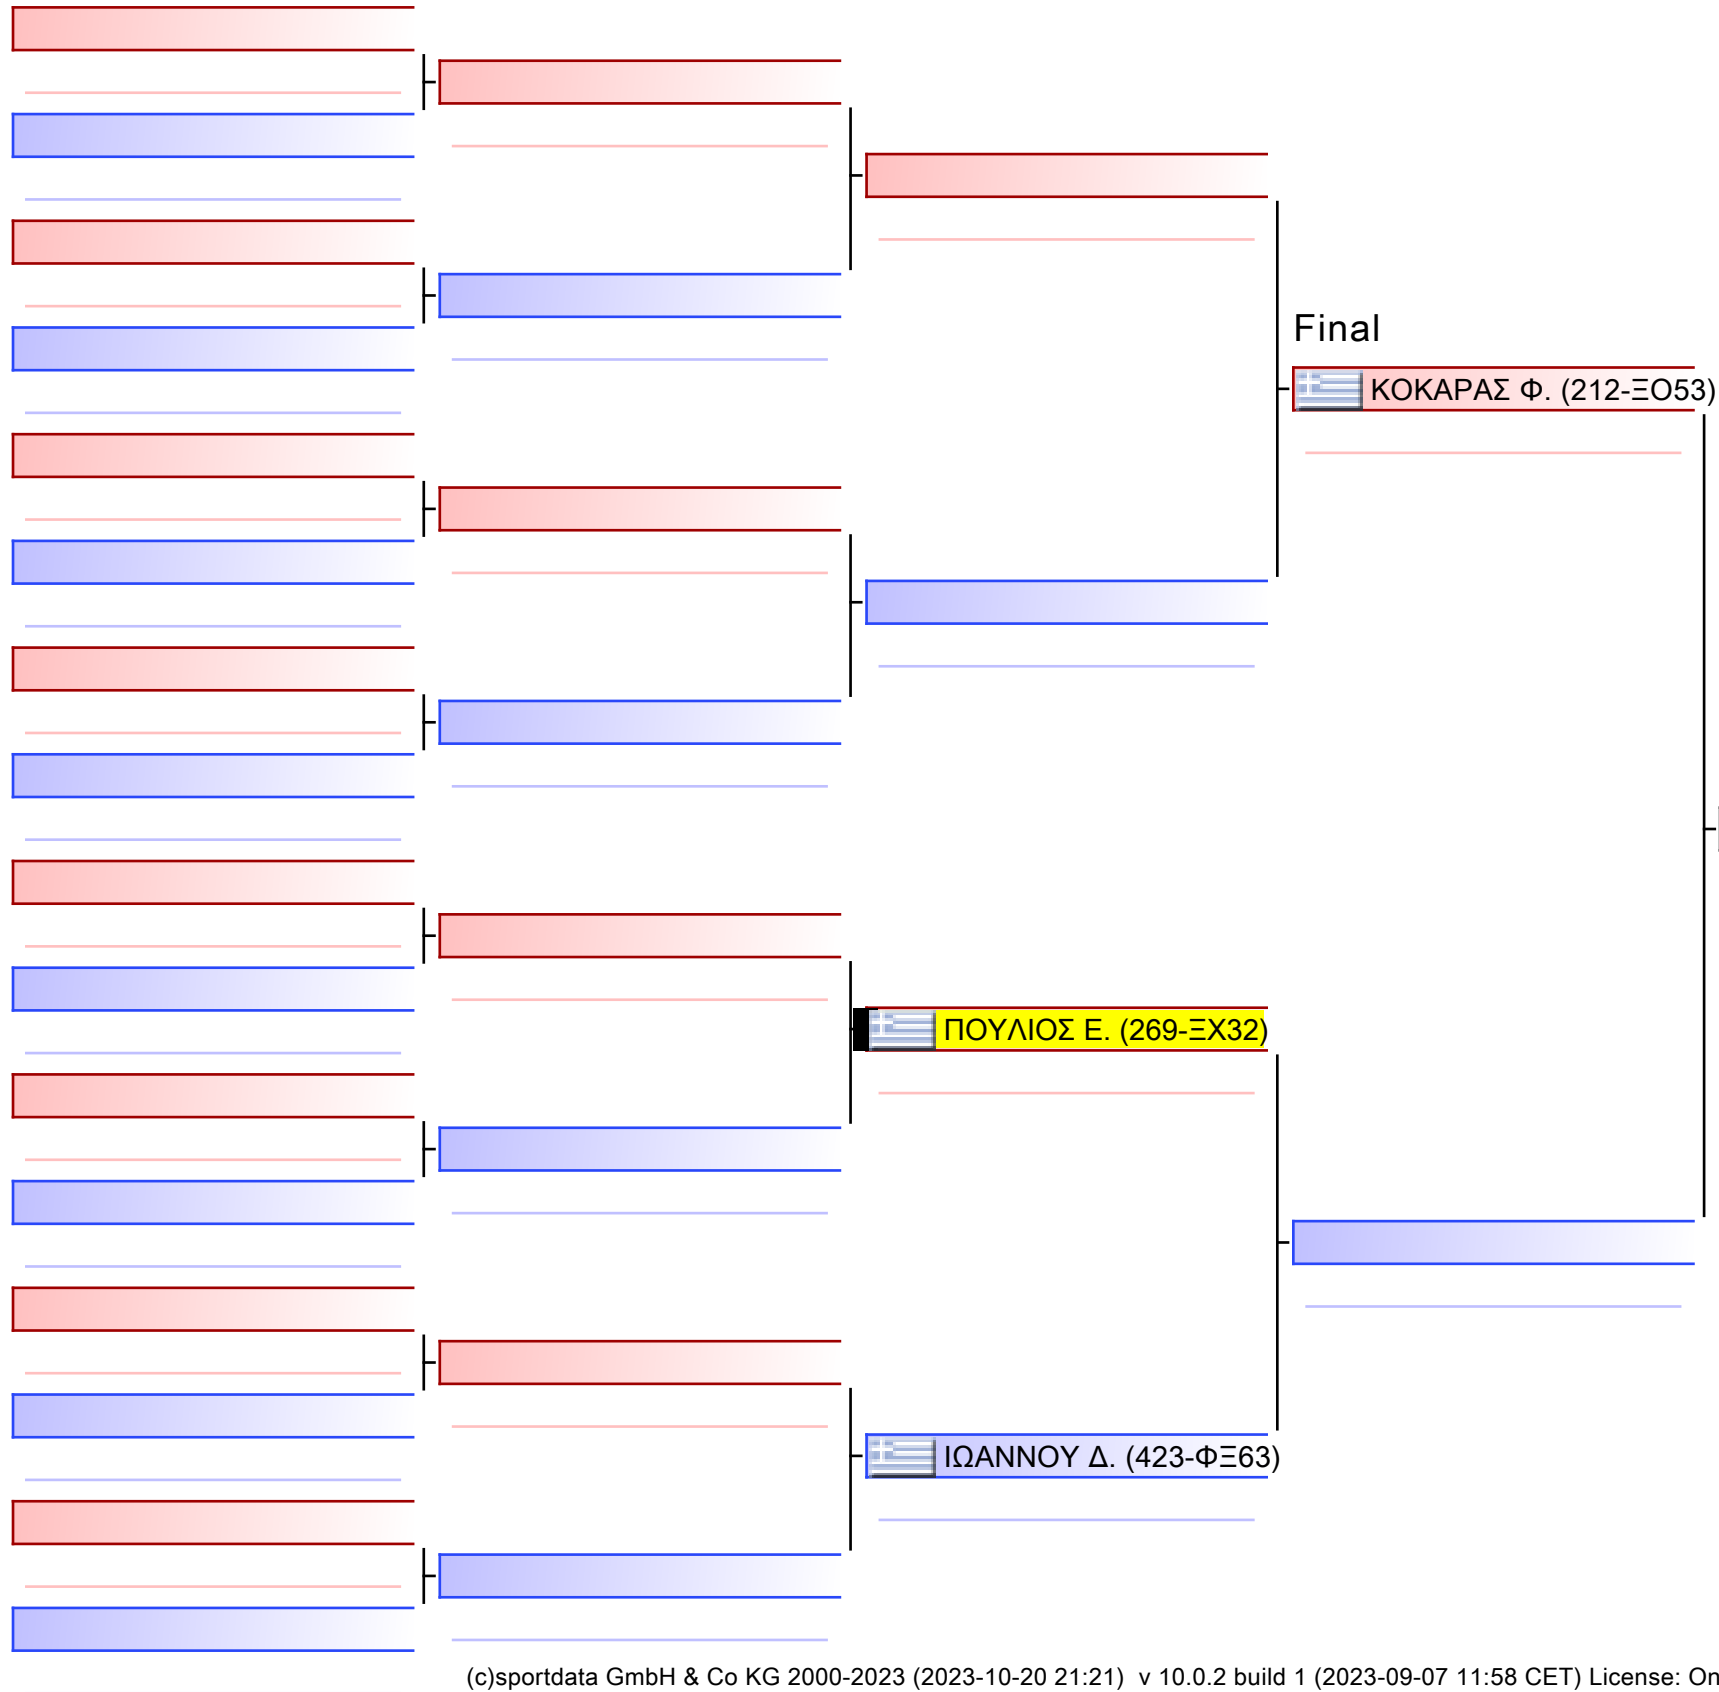 Final
ΚΟΚΑΡΑΣ Φ. (212-ΞΟ53)
ΠΟΥΛΙΟΣ Ε. (269-ΞΧ32)
ΙΩΑΝΝΟΥ Δ. (423-ΦΞ63)
(c)sportdata GmbH & Co KG 2000-2023 (2023-10-20 21:21) v 10.0.2 build 1 (2023-09-07 11:58 CET) License: On